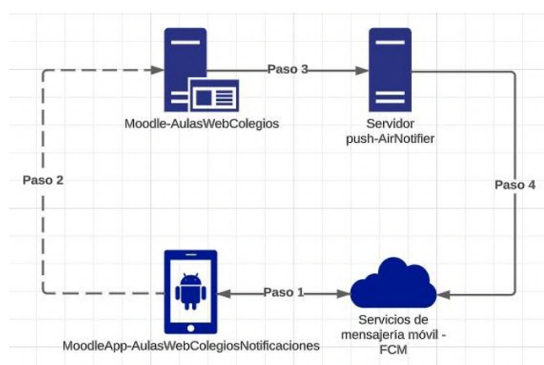 Paso 3
Moodle-AulasWebColegios
Servidor
push-AirNotifier
Paso 2
Paso 4
Paso 1
MoodleApp-AulasWebColegiosNotificaciones
Servicios de
mensajería móvil -
FCM